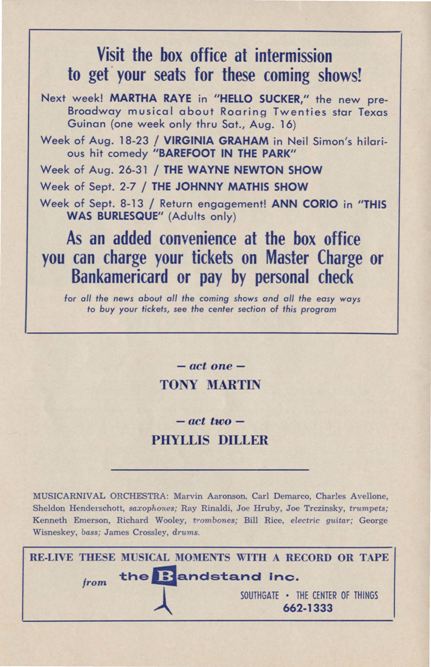 Visit the box office at intermission
to get your seats for these coming shows!
Next week! MARTHA RAYE in "HELLO SUCKER," the new pre-
Broadway musical about Roaring Twenties star Texas
Guinan (one week only thru Sat., Aug. 16)
Week of Aug. 18-23 / VIRGINIA GRAHAM in Neil Simon's hilari-
ous hit comedy "BAREFOOT IN THE PARK"
Week of Aug. 26-31 / THE WAYNE NEWTON SHOW
Week of Sept. 2-7 / THE JOHNNY MATHIS SHOW
Week of Sept. 8-13 / Return engagement! ANN CORIO in "THIS
WAS BURLESQUE" (Adults only)
As an added convenience at the box office
you can charge your tickets on Master Charge or
Bankamericard or pay by personal check
for all the news about all the coming shows and all the easy ways
to buy your tickets, see the center section of this program
— act one —
TONY MARTIN
— act two —
PHYLLIS DILLER
MUSICARNIVAL ORCHESTRA: Marvin Aaronson, Carl Demarco, Charles Avellone,
Sheldon Henderschott, saxophones; Ray Rinaldi, Joe Hruby, Joe Trczinsky, trumpets;
Kenneth Emerson, Richard Wooley, trombones; Bill Rice, electric guitar; George
Wisneskey, bass; James Crossley, drums.
RE-LIVE THESE MUSICAL MOMENTS WITH A RECORD OR TAPE
from the Bandstand Inc.
SOUTHGATE • THE CENTER OF THINGS
662-1333